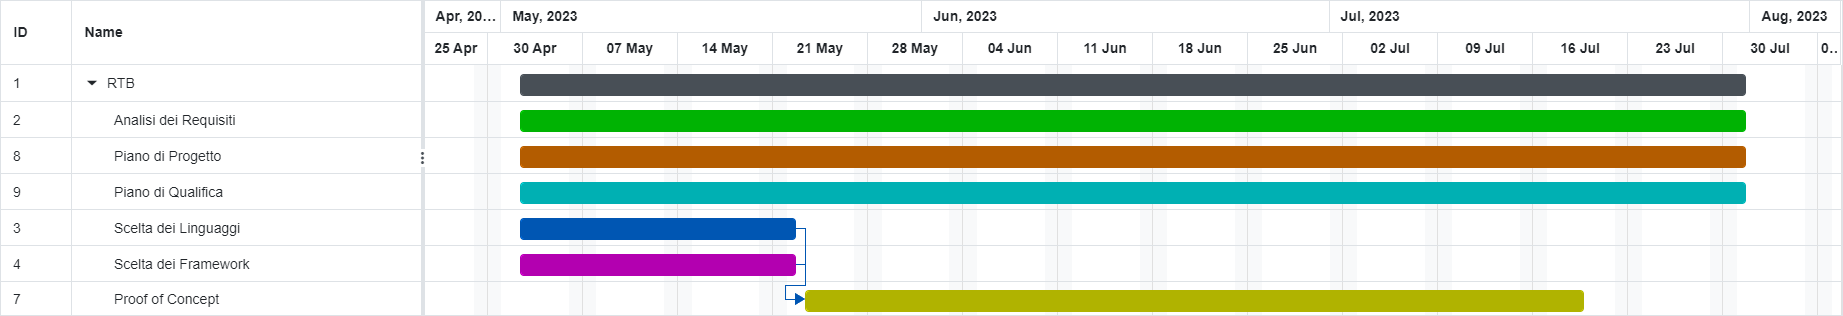 ID Name Apr, 20... May, 2023 Jun, 2023 Jul, 2023 Aug, 2023
25 Apr 30 Apr 07 May 14 May 21 May 28 May 04 Jun 11 Jun 18 Jun 25 Jun 02 Jul 09 Jul 16 Jul 23 Jul 30 Jul 0..
1 RTB
2 Analisi dei Requisiti
8 Piano di Progetto
9 Piano di Qualifica
3 Scelta dei Linguaggi
4 Scelta dei Framework
7 Proof of Concept